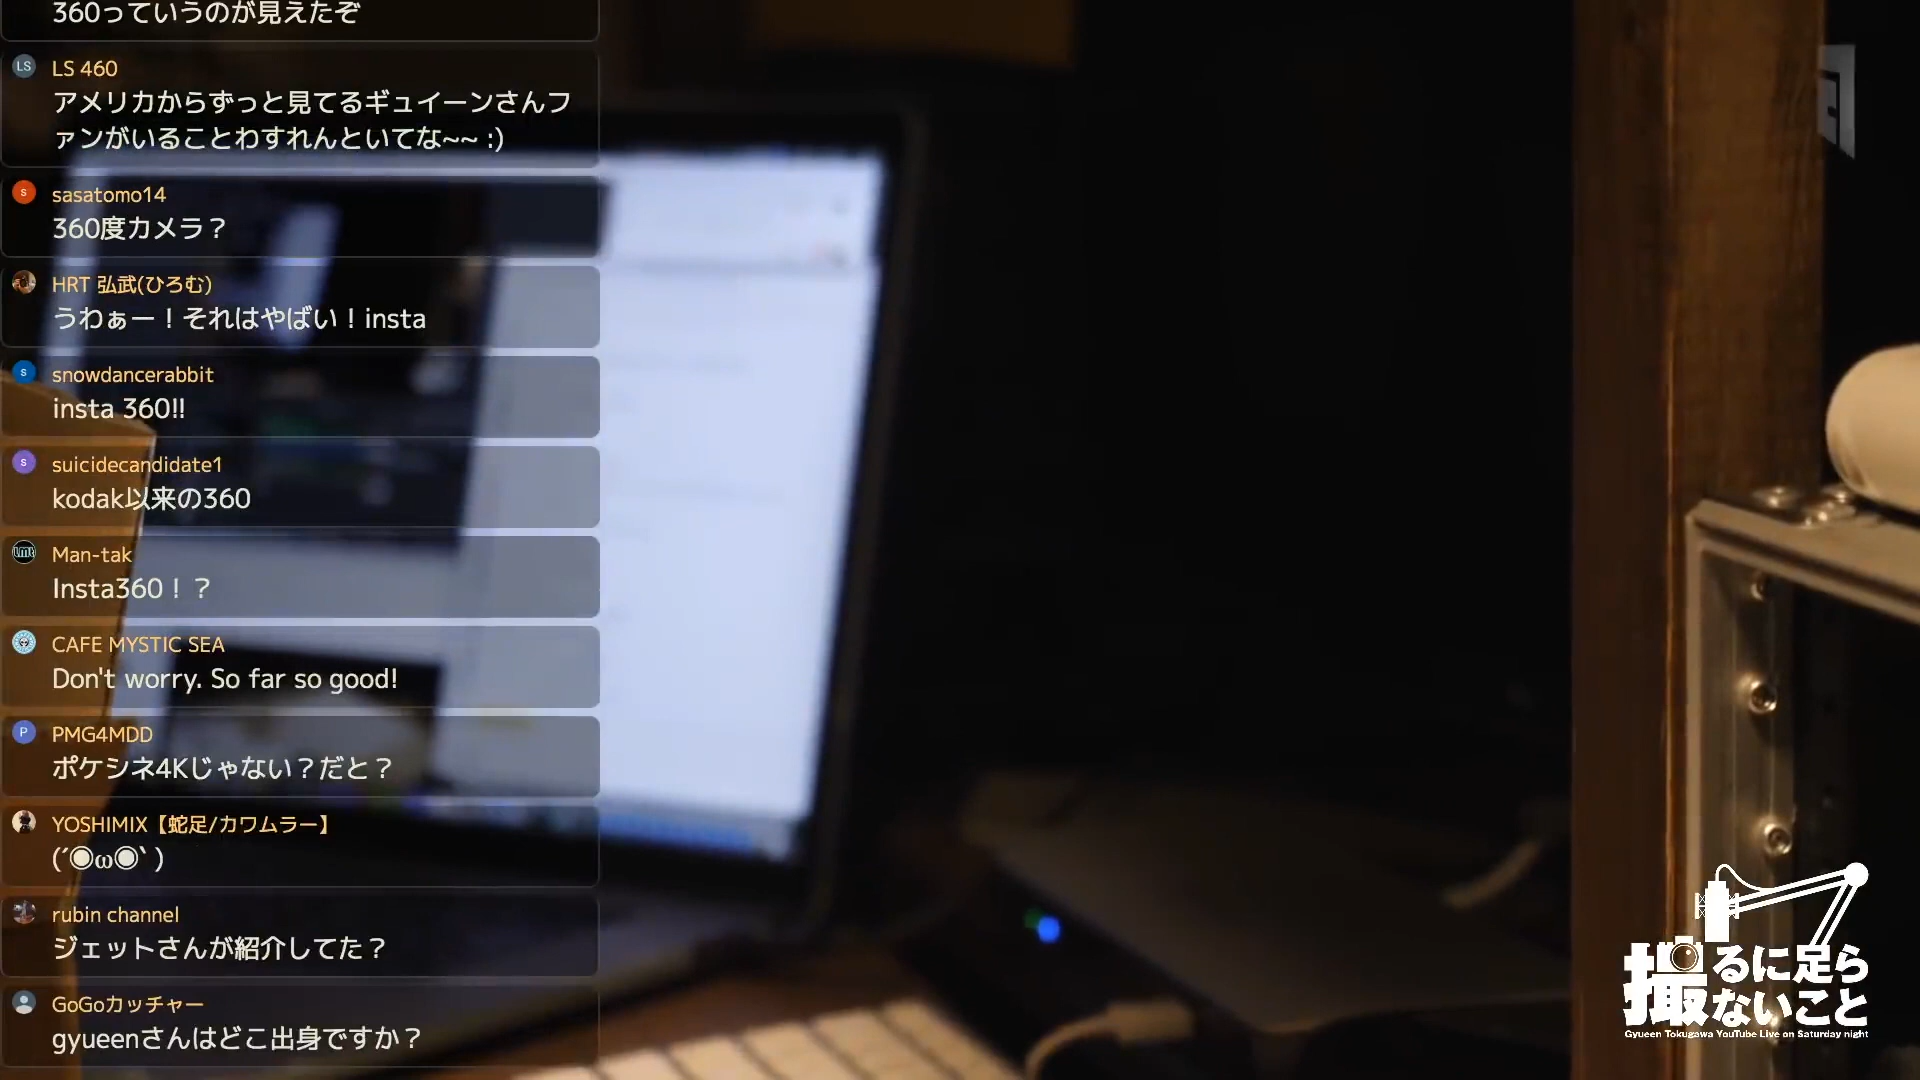 360っていうのが見えたぞ
LS
LS 460
アメリカからずっと見てるギュイーンさんフ
ァンがいることわすれんといてな~~ :)
s
sasatomo14
360度カメラ？
HRT 弘武(ひろむ)
うわぁー！それはやばい！insta
s
snowdancerabbit
insta 360!!
s
suicidecandidate1
kodak以来の360
Man-tak
Insta360！？
CAFE MYSTIC SEA
Don't worry. So far so good!
P
PMG4MDD
ポケシネ4Kじゃない？だと？
YOSHIMIX【蛇足/カワムラー】
(´◉ω◉` )
rubin channel
ジェットさんが紹介してた？
GoGoカッチャー
gyueenさんはどこ出身ですか？
撮るに足ら
ないこと
Gyueen Tokugawa YouTube Live on Saturday night